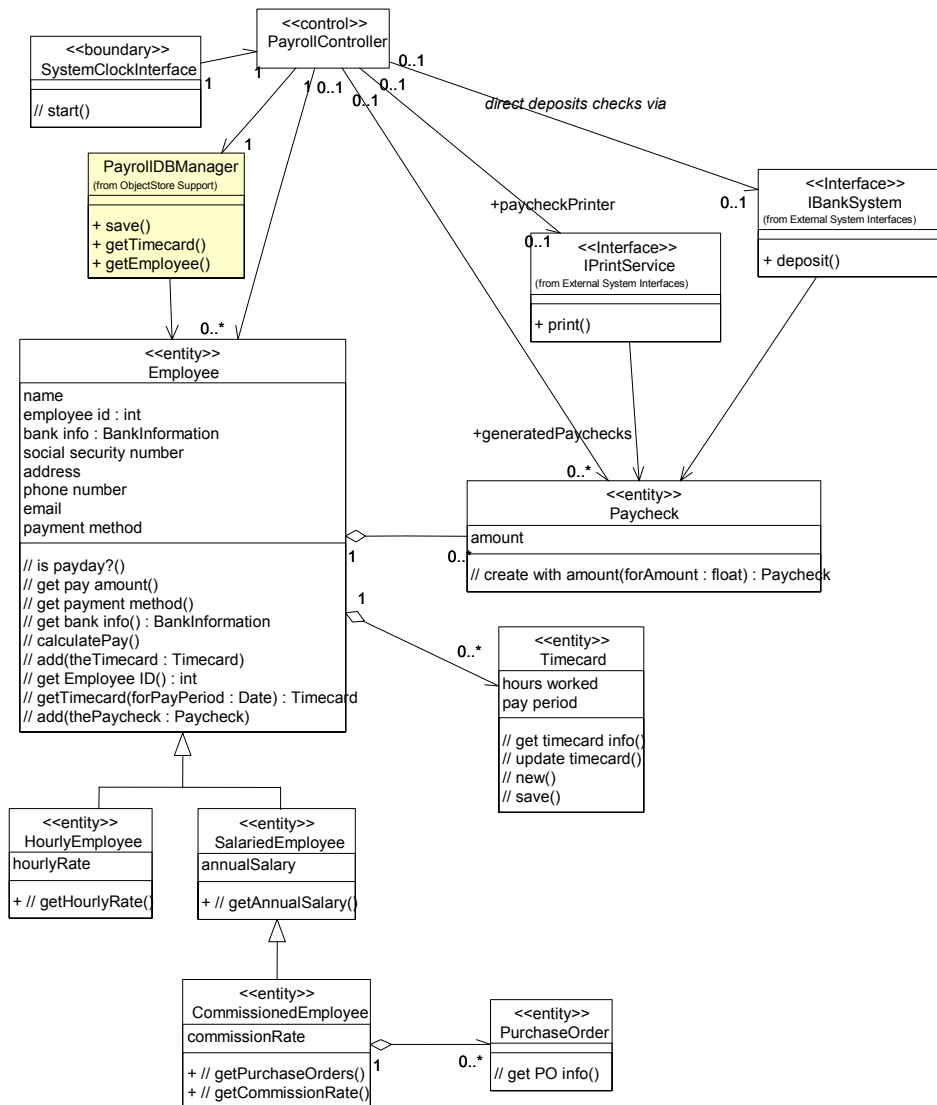 <<control>>
PayrollController
<<boundary>>
SystemClockInterface
// start()
1
1
1
0..1
0..1
0..1
0..1
direct deposits checks via
1
PayrollDBManager
(from ObjectStore Support)
+ save()
+ getTimecard()
+ getEmployee()
<<Interface>>
IBankSystem
(from External System Interfaces)
+ deposit()
0..1
+paycheckPrinter
0..1
<<Interface>>
IPrintService
(from External System Interfaces)
+ print()
0..*
<<entity>>
Employee
name
employee id : int
bank info : BankInformation
social security number
address
phone number
email
payment method
// is payday?()
// get pay amount()
// get payment method()
// get bank info() : BankInformation
// calculatePay()
// add(theTimecard : Timecard)
// get Employee ID() : int
// getTimecard(forPayPeriod : Date) : Timecard
// add(thePaycheck : Paycheck)
+generatedPaychecks
0..*
<<entity>>
Paycheck
amount
// create with amount(forAmount : float) : Paycheck
1
0..*
1
0..*
<<entity>>
Timecard
hours worked
pay period
// get timecard info()
// update timecard()
// new()
// save()
<<entity>>
HourlyEmployee
hourlyRate
+ // getHourlyRate()
<<entity>>
SalariedEmployee
annualSalary
+ // getAnnualSalary()
<<entity>>
CommissionedEmployee
commissionRate
+ // getPurchaseOrders()
+ // getCommissionRate()
1
0..*
<<entity>>
PurchaseOrder
// get PO info()